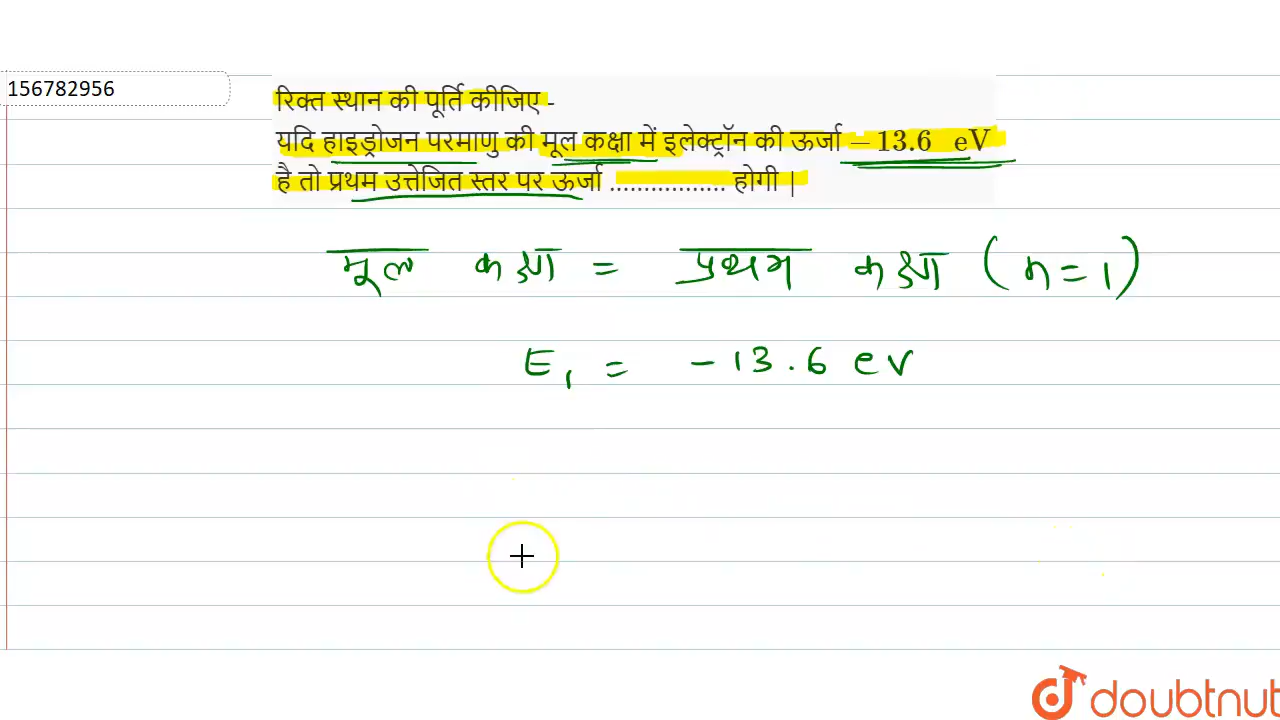 156782956
रिक्त स्थान की पूर्ति कीजिए -
यदि हाइड्रोजन परमाणु की मूल कक्षा में इलेक्ट्रॉन की ऊर्जा −13.6 eV
है तो प्रथम उत्तेजित स्तर पर ऊर्जा ................. होगी |
मूल कक्षा = प्रथम कक्षा (n=1)
E₁ = -13.6 eV
doubtnut